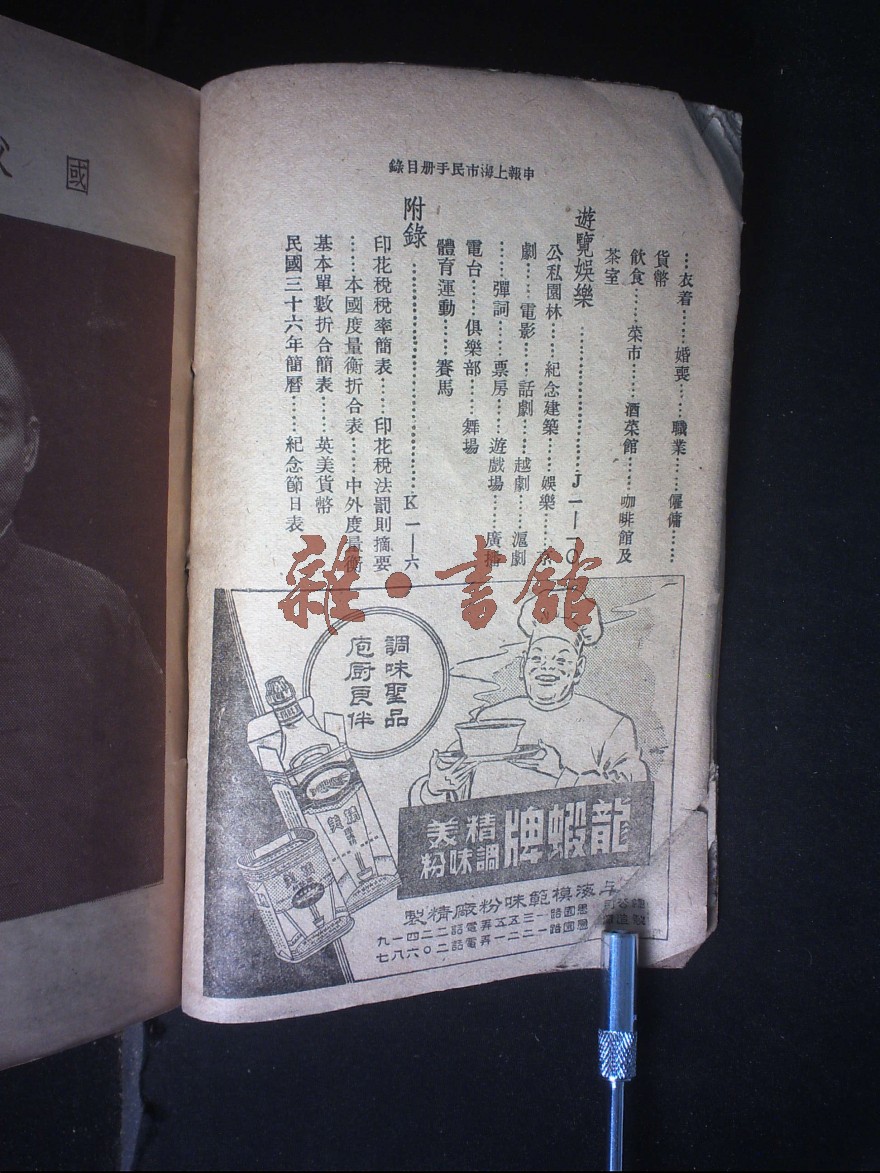 申報上海市民手册目錄
…衣着……婚喪……職業……僱傭……
貨幣
飲食……菜市……酒菜館……咖啡館及
茶室
遊覽娛樂……J一—一〇
公私園林……紀念建築……娛樂……京
劇……電影……話劇……越劇……滬劇
……彈詞……票房……遊戲場……廣播
電台……俱樂部……舞場
體育運動……賽馬
附錄……K一—六
印花稅稅率簡表……印花稅法罰則摘要
……本國度量衡折合表……中外度量衡
基本單數折合簡表……英美貨幣
民國三十六年簡曆……紀念節日表
雜·書館
調味聖品
庖厨良伴
龍蝦牌
精美
調味粉
上海模範味粉廠精製
國